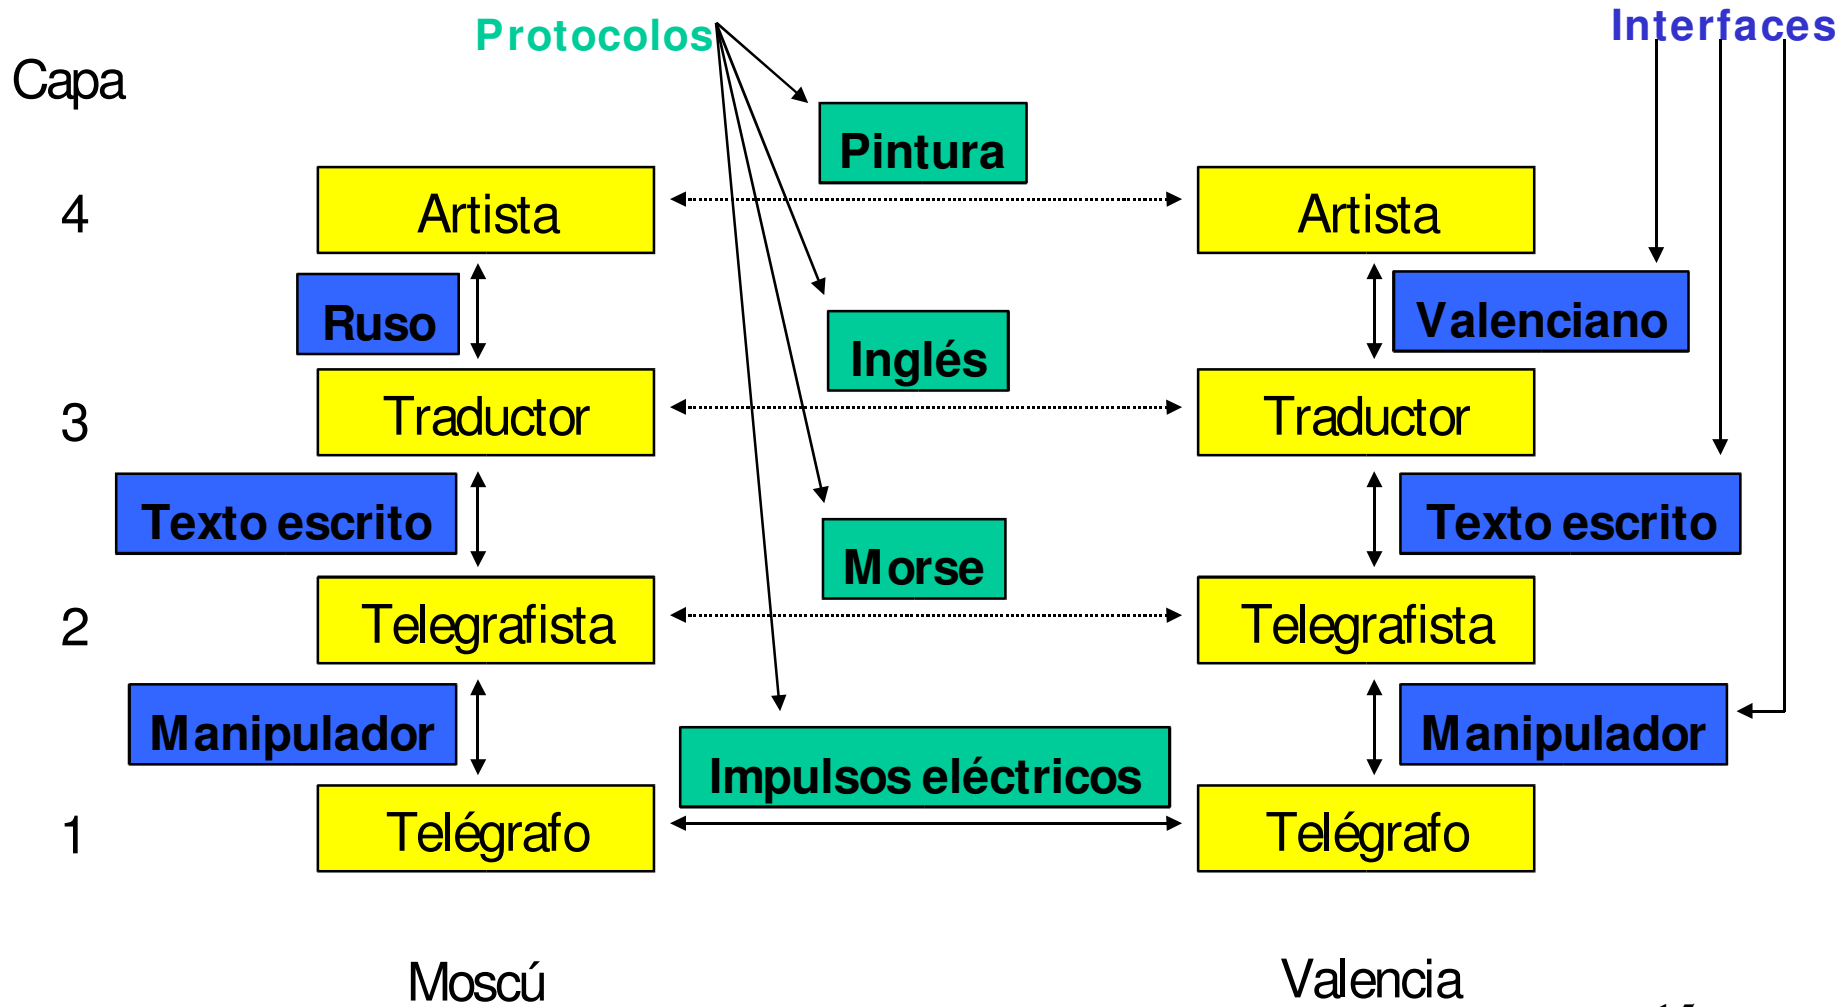 Protocolos
Interfaces
Capa
Pintura
4
Artista
Artista
Ruso
Valenciano
Inglés
3
Traductor
Traductor
Texto escrito
Texto escrito
Morse
2
Telegrafista
Telegrafista
Manipulador
Manipulador
Impulsos eléctricos
1
Telégrafo
Telégrafo
Moscú
Valencia